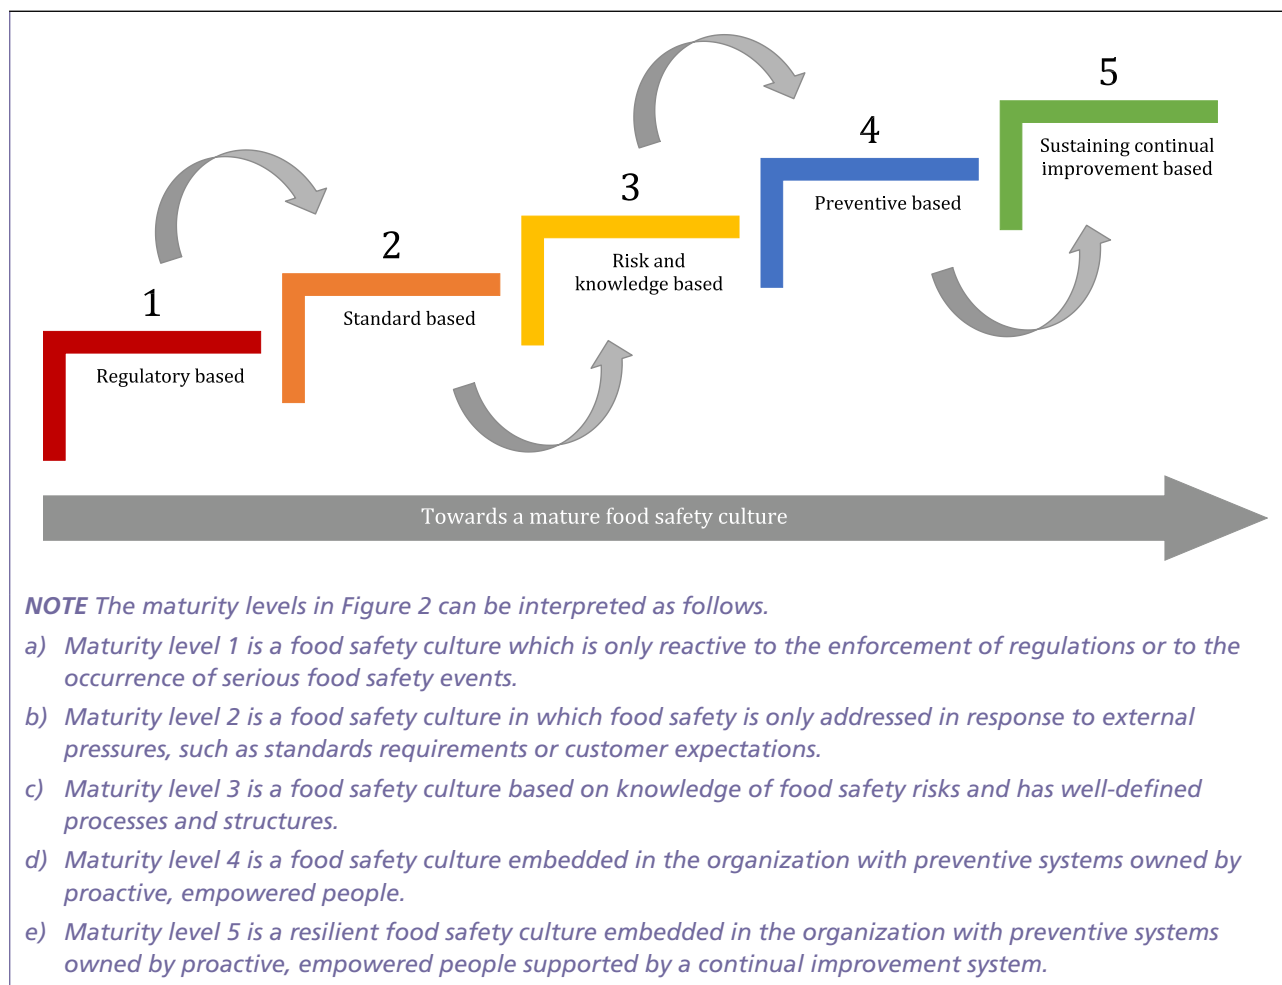 5
Sustaining continual
improvement based
4
Preventive based
3
Risk and
knowledge based
2
Standard based
1
Regulatory based
Towards a mature food safety culture
NOTE The maturity levels in Figure 2 can be interpreted as follows.
a) Maturity level 1 is a food safety culture which is only reactive to the enforcement of regulations or to the
occurrence of serious food safety events.
b) Maturity level 2 is a food safety culture in which food safety is only addressed in response to external
pressures, such as standards requirements or customer expectations.
c) Maturity level 3 is a food safety culture based on knowledge of food safety risks and has well-defined
processes and structures.
d) Maturity level 4 is a food safety culture embedded in the organization with preventive systems owned by
proactive, empowered people.
e) Maturity level 5 is a resilient food safety culture embedded in the organization with preventive systems
owned by proactive, empowered people supported by a continual improvement system.